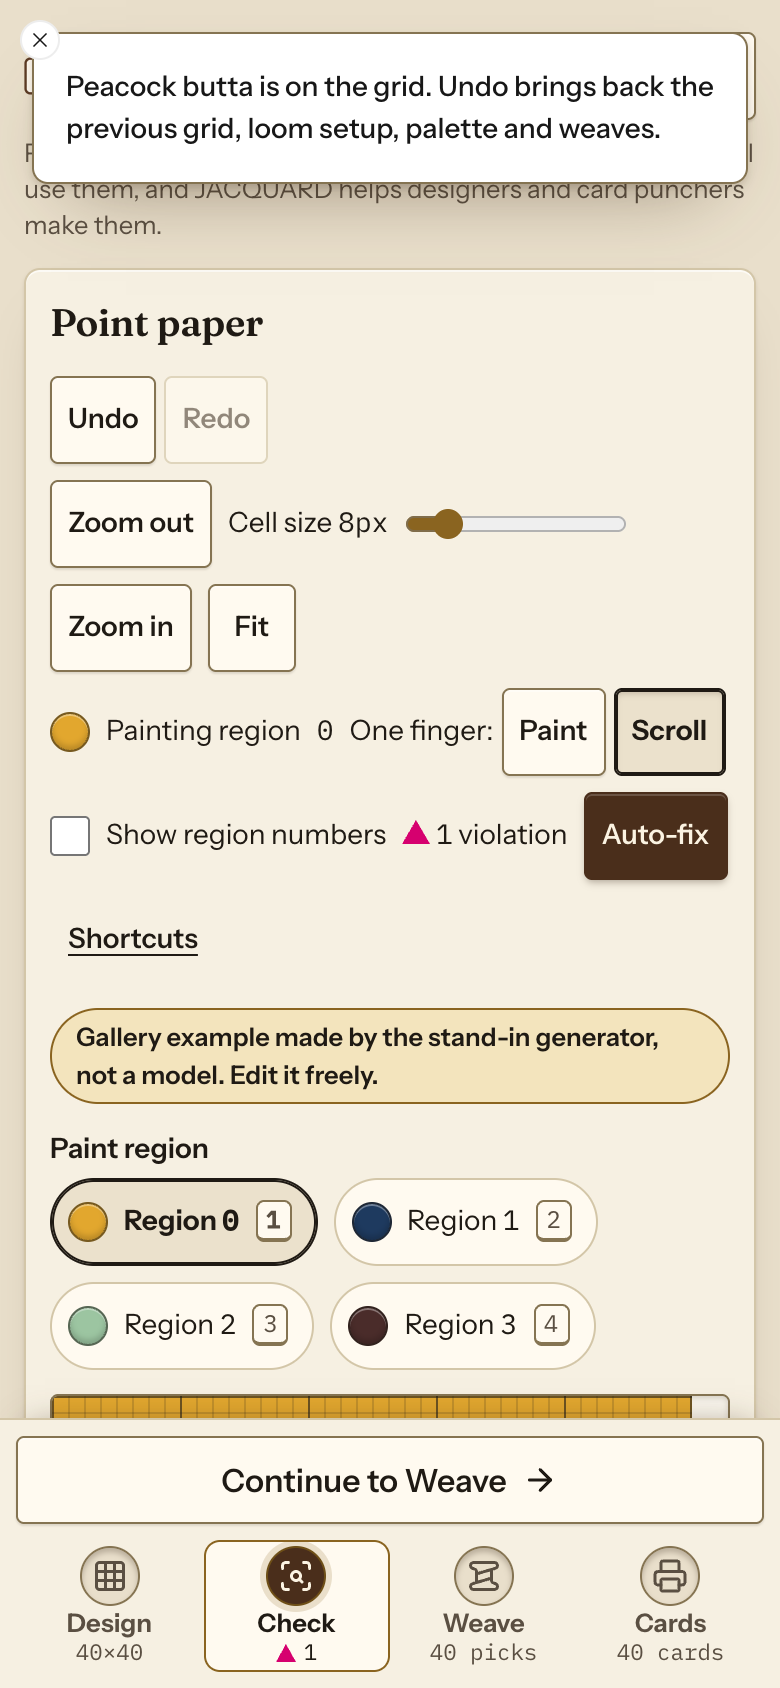 Peacock butta is on the grid. Undo brings back the
previous grid, loom setup, palette and weaves.
use them, and JACQUARD helps designers and card punchers
make them.
Point paper
Undo Redo
Zoom out Cell size 8px
Zoom in Fit
Painting region 0 One finger: Paint Scroll
Show region numbers 1 violation Auto-fix
Shortcuts
Gallery example made by the stand-in generator,
not a model. Edit it freely.
Paint region
Region 0 1 Region 1 2
Region 2 3 Region 3 4
Continue to Weave
Design Check Weave Cards
40×40 1 40 picks 40 cards